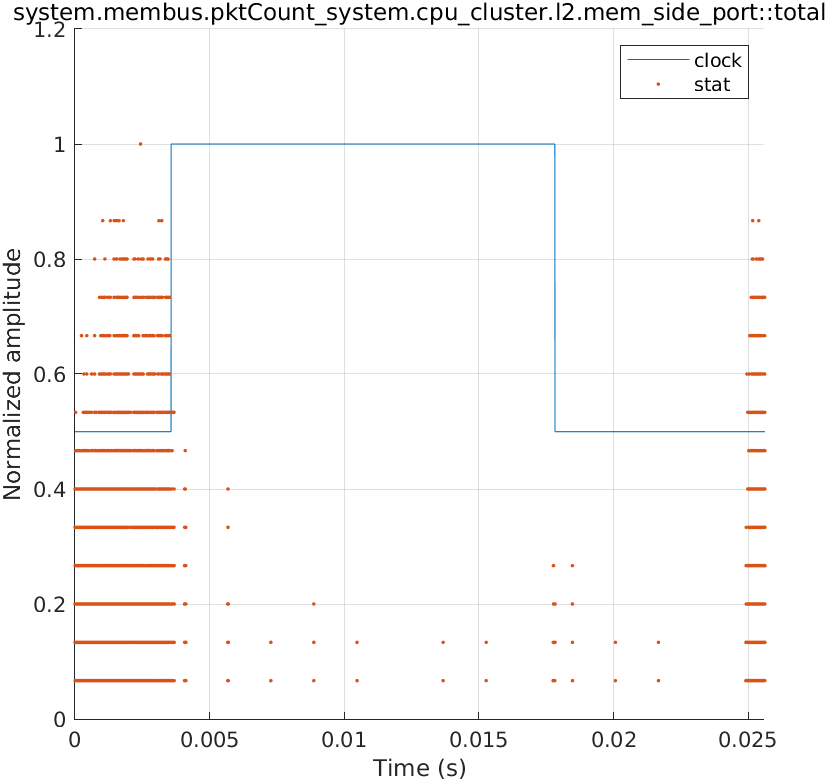 system.membus.pktCount_system.cpu_cluster.l2.mem_side_port::total
1.2
clock
stat
1
0.8
0.6
0.4
0.2
0
Normalized amplitude
0
0.005
0.01
0.015
0.02
0.025
Time (s)